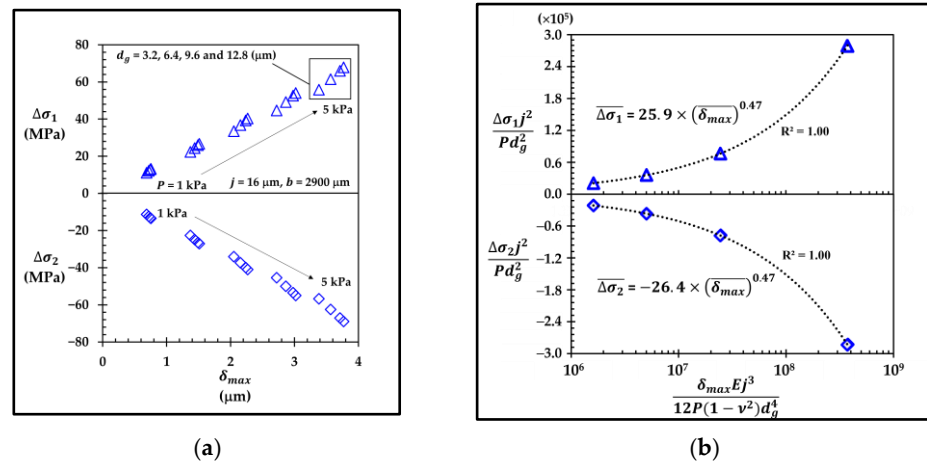 80
60
40
20
0
−20
−40
−60
−80
Δσ₁
(MPa)
Δσ₂
(MPa)
d_g = 3.2, 6.4, 9.6 and 12.8 (μm)
5 kPa
P = 1 kPa
j = 16 μm, b = 2900 μm
1 kPa
5 kPa
0 1 2 3 4
δ_max
(μm)
(a)
(×10⁵)
3.0
2.4
1.8
1.2
0.6
0.0
−0.6
−1.2
−1.8
−2.4
−3.0
Δσ₁j²
Pd_g²
Δσ₂j²
Pd_g²
Δσ₁ = 25.9 × (δ_max)^0.47
R² = 1.00
R² = 1.00
Δσ₂ = −26.4 × (δ_max)^0.47
10⁶ 10⁷ 10⁸ 10⁹
δ_maxEj³
12P(1 − ν²)d_g⁴
(b)